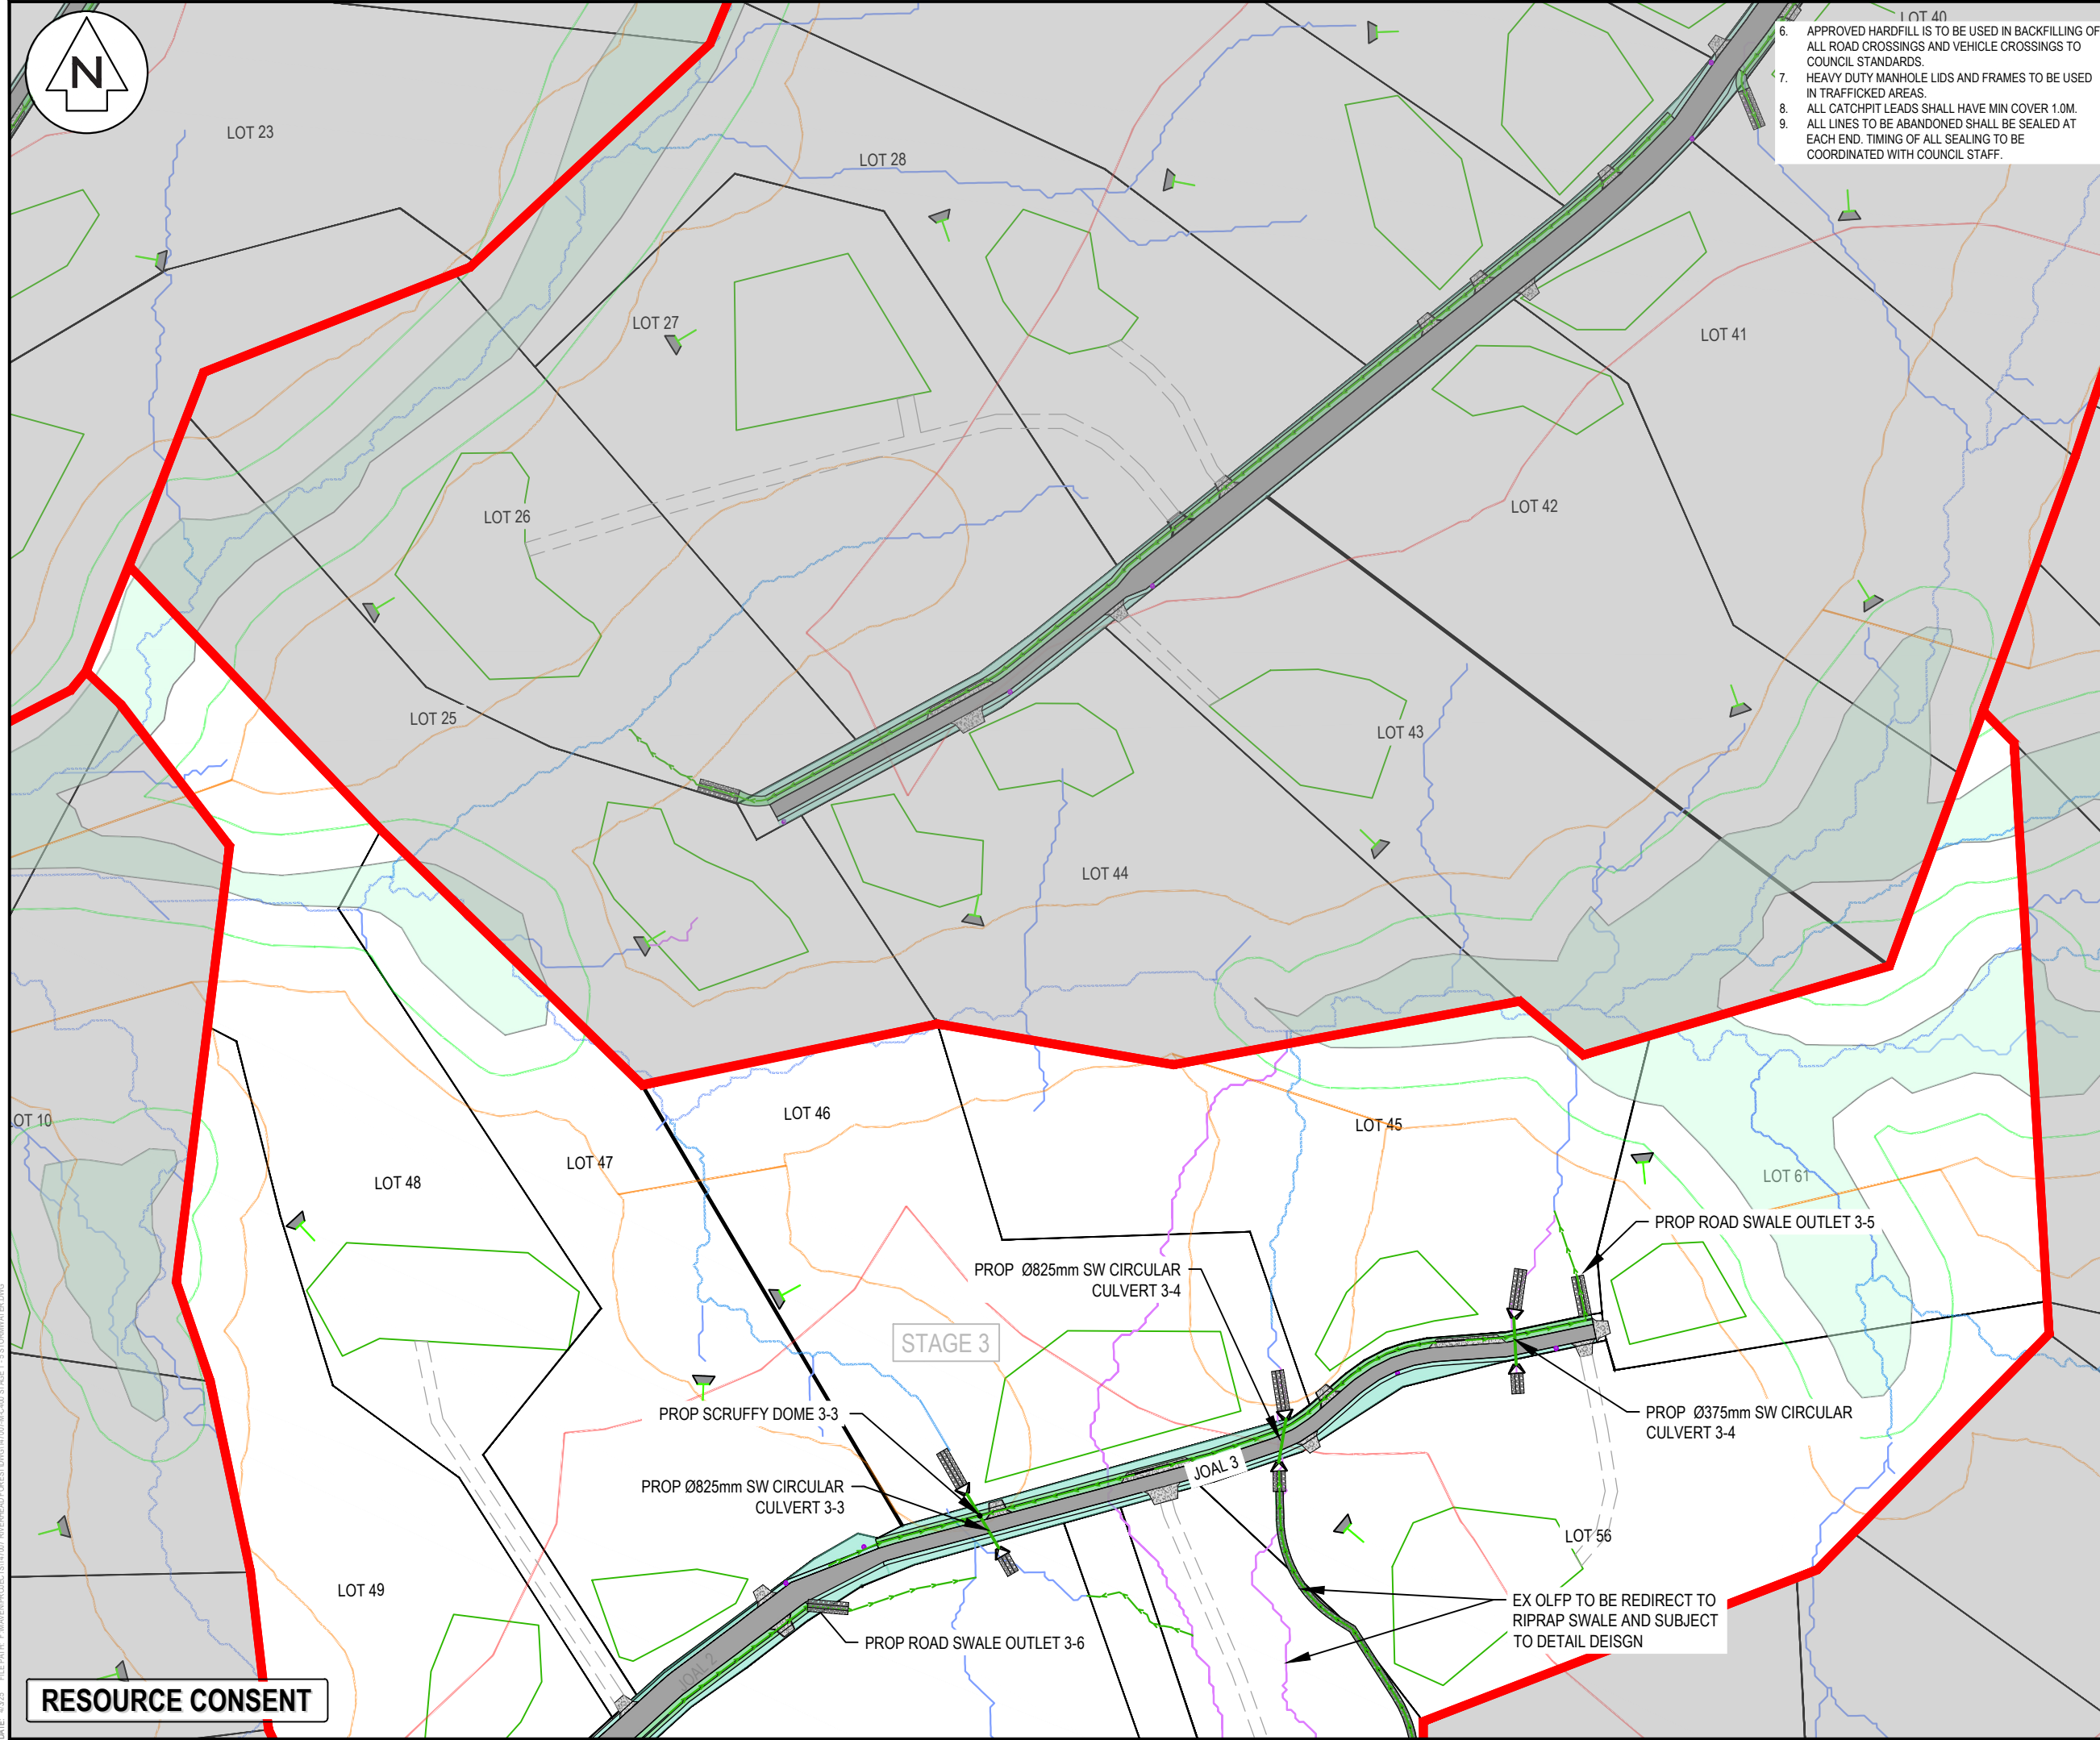 N
LOT 40
6. APPROVED HARDFILL IS TO BE USED IN BACKFILLING OF
ALL ROAD CROSSINGS AND VEHICLE CROSSINGS TO
COUNCIL STANDARDS.
7. HEAVY DUTY MANHOLE LIDS AND FRAMES TO BE USED
IN TRAFFICKED AREAS.
8. ALL CATCHPIT LEADS SHALL HAVE MIN COVER 1.0M.
9. ALL LINES TO BE ABANDONED SHALL BE SEALED AT
EACH END. TIMING OF ALL SEALING TO BE
COORDINATED WITH COUNCIL STAFF.
LOT 23
LOT 28
LOT 27
LOT 41
LOT 26
LOT 42
LOT 25
LOT 43
LOT 44
LOT 46
OT 10
LOT 45
LOT 47
LOT 48
LOT 61
PROP ROAD SWALE OUTLET 3-5
PROP Ø825mm SW CIRCULAR
CULVERT 3-4
STAGE 3
PROP SCRUFFY DOME 3-3
PROP Ø375mm SW CIRCULAR
CULVERT 3-4
JOAL 3
PROP Ø825mm SW CIRCULAR
CULVERT 3-3
LOT 56
LOT 49
EX OLFP TO BE REDIRECT TO
RIPRAP SWALE AND SUBJECT
TO DETAIL DEISGN
PROP ROAD SWALE OUTLET 3-6
JOAL 2
RESOURCE CONSENT